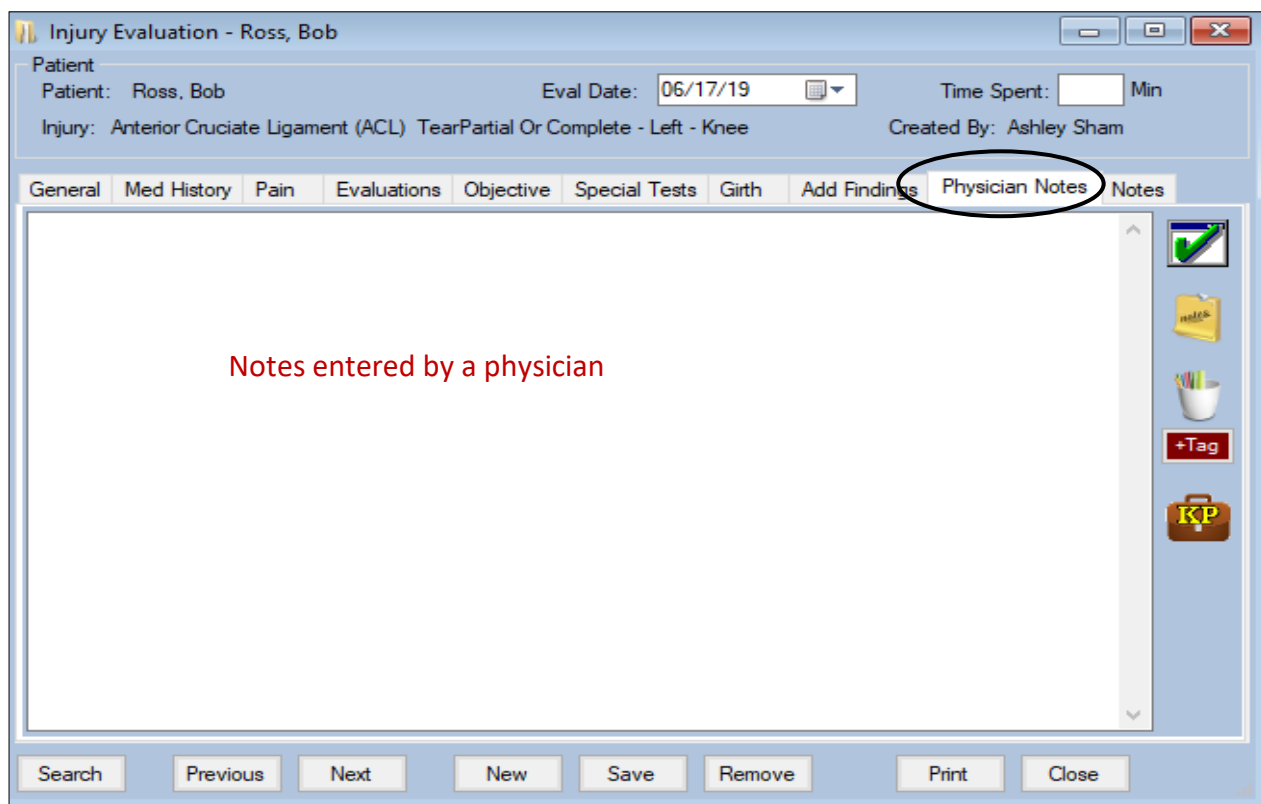 Injury Evaluation - Ross, Bob
Patient
Patient: Ross, Bob Eval Date: 06/17/19 Time Spent: Min
Injury: Anterior Cruciate Ligament (ACL) TearPartial Or Complete - Left - Knee Created By: Ashley Sham
General Med History Pain Evaluations Objective Special Tests Girth Add Findings Physician Notes Notes
notes
Notes entered by a physician
+Tag
KP
Search Previous Next New Save Remove Print Close